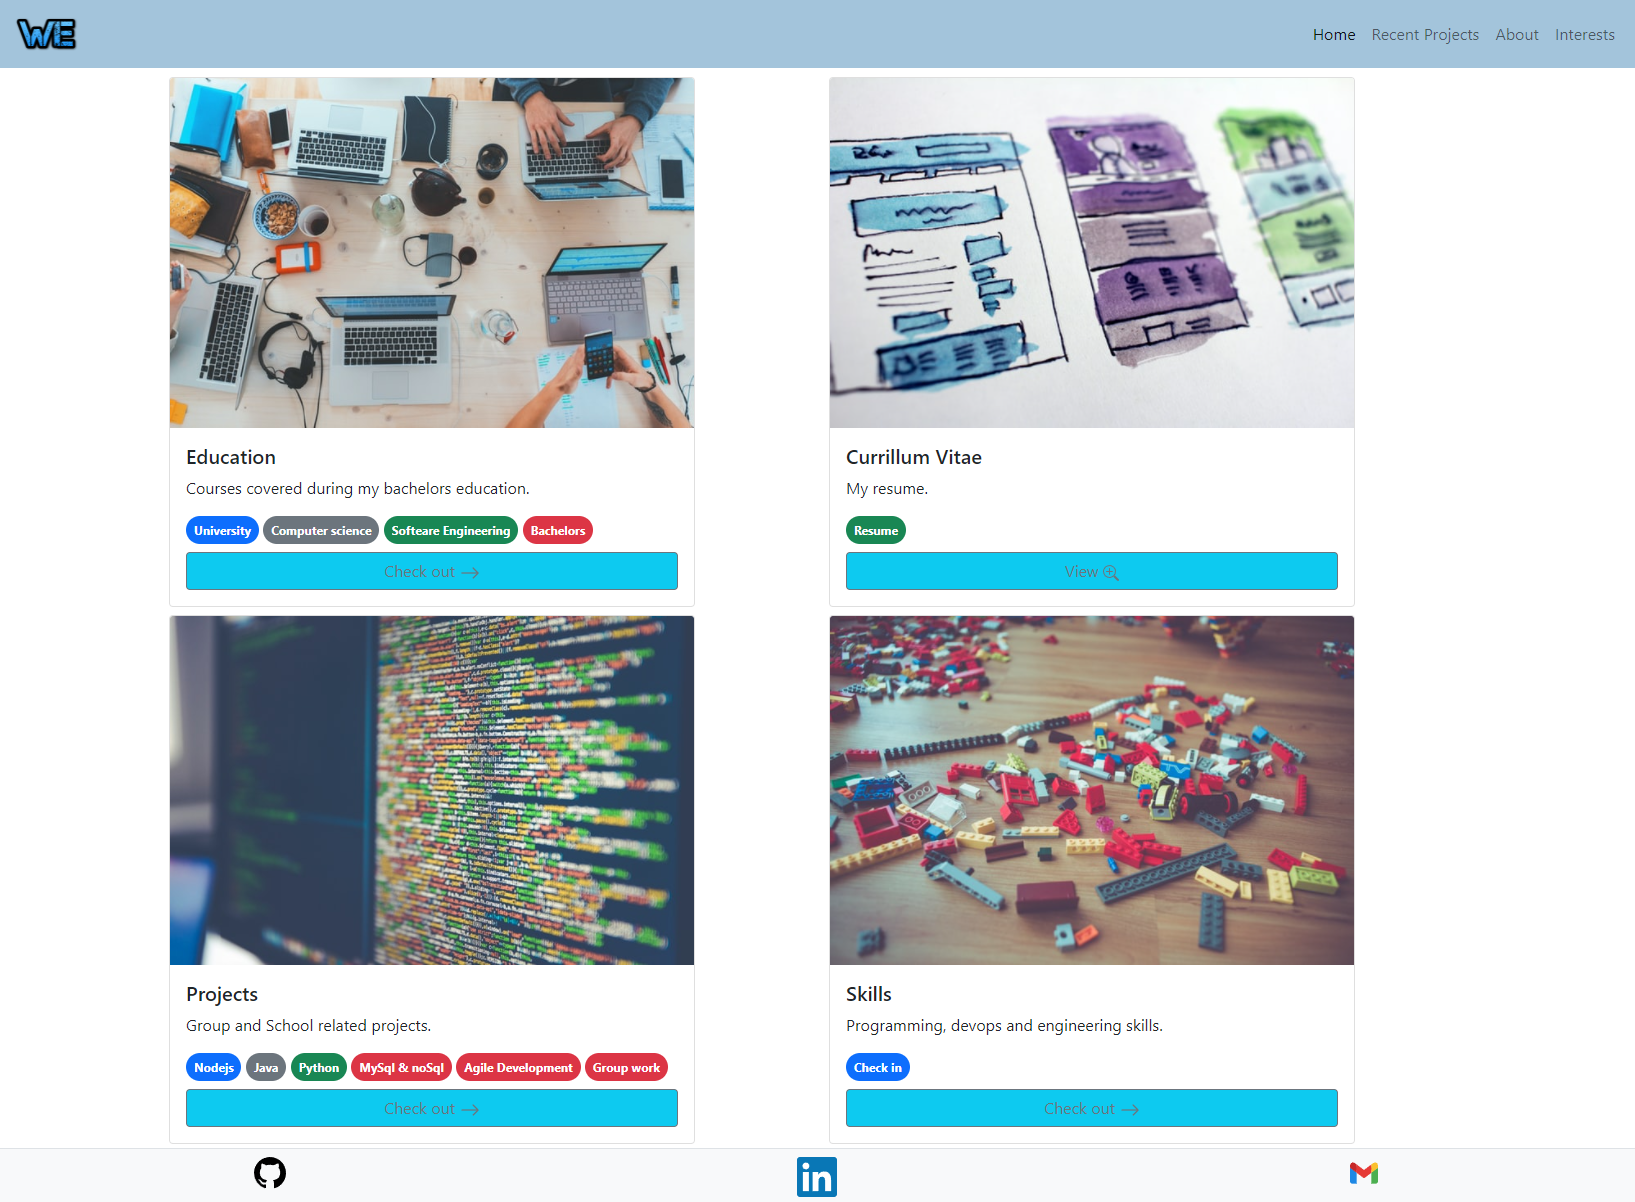 WE
Home Recent Projects About Interests
Education
Courses covered during my bachelors education.
University Computer science Softeare Engineering Bachelors
Check out
Currillum Vitae
My resume.
Resume
View
Projects
Group and School related projects.
Nodejs Java Python MySql & noSql Agile Development Group work
Check out
Skills
Programming, devops and engineering skills.
Check in
Check out
in